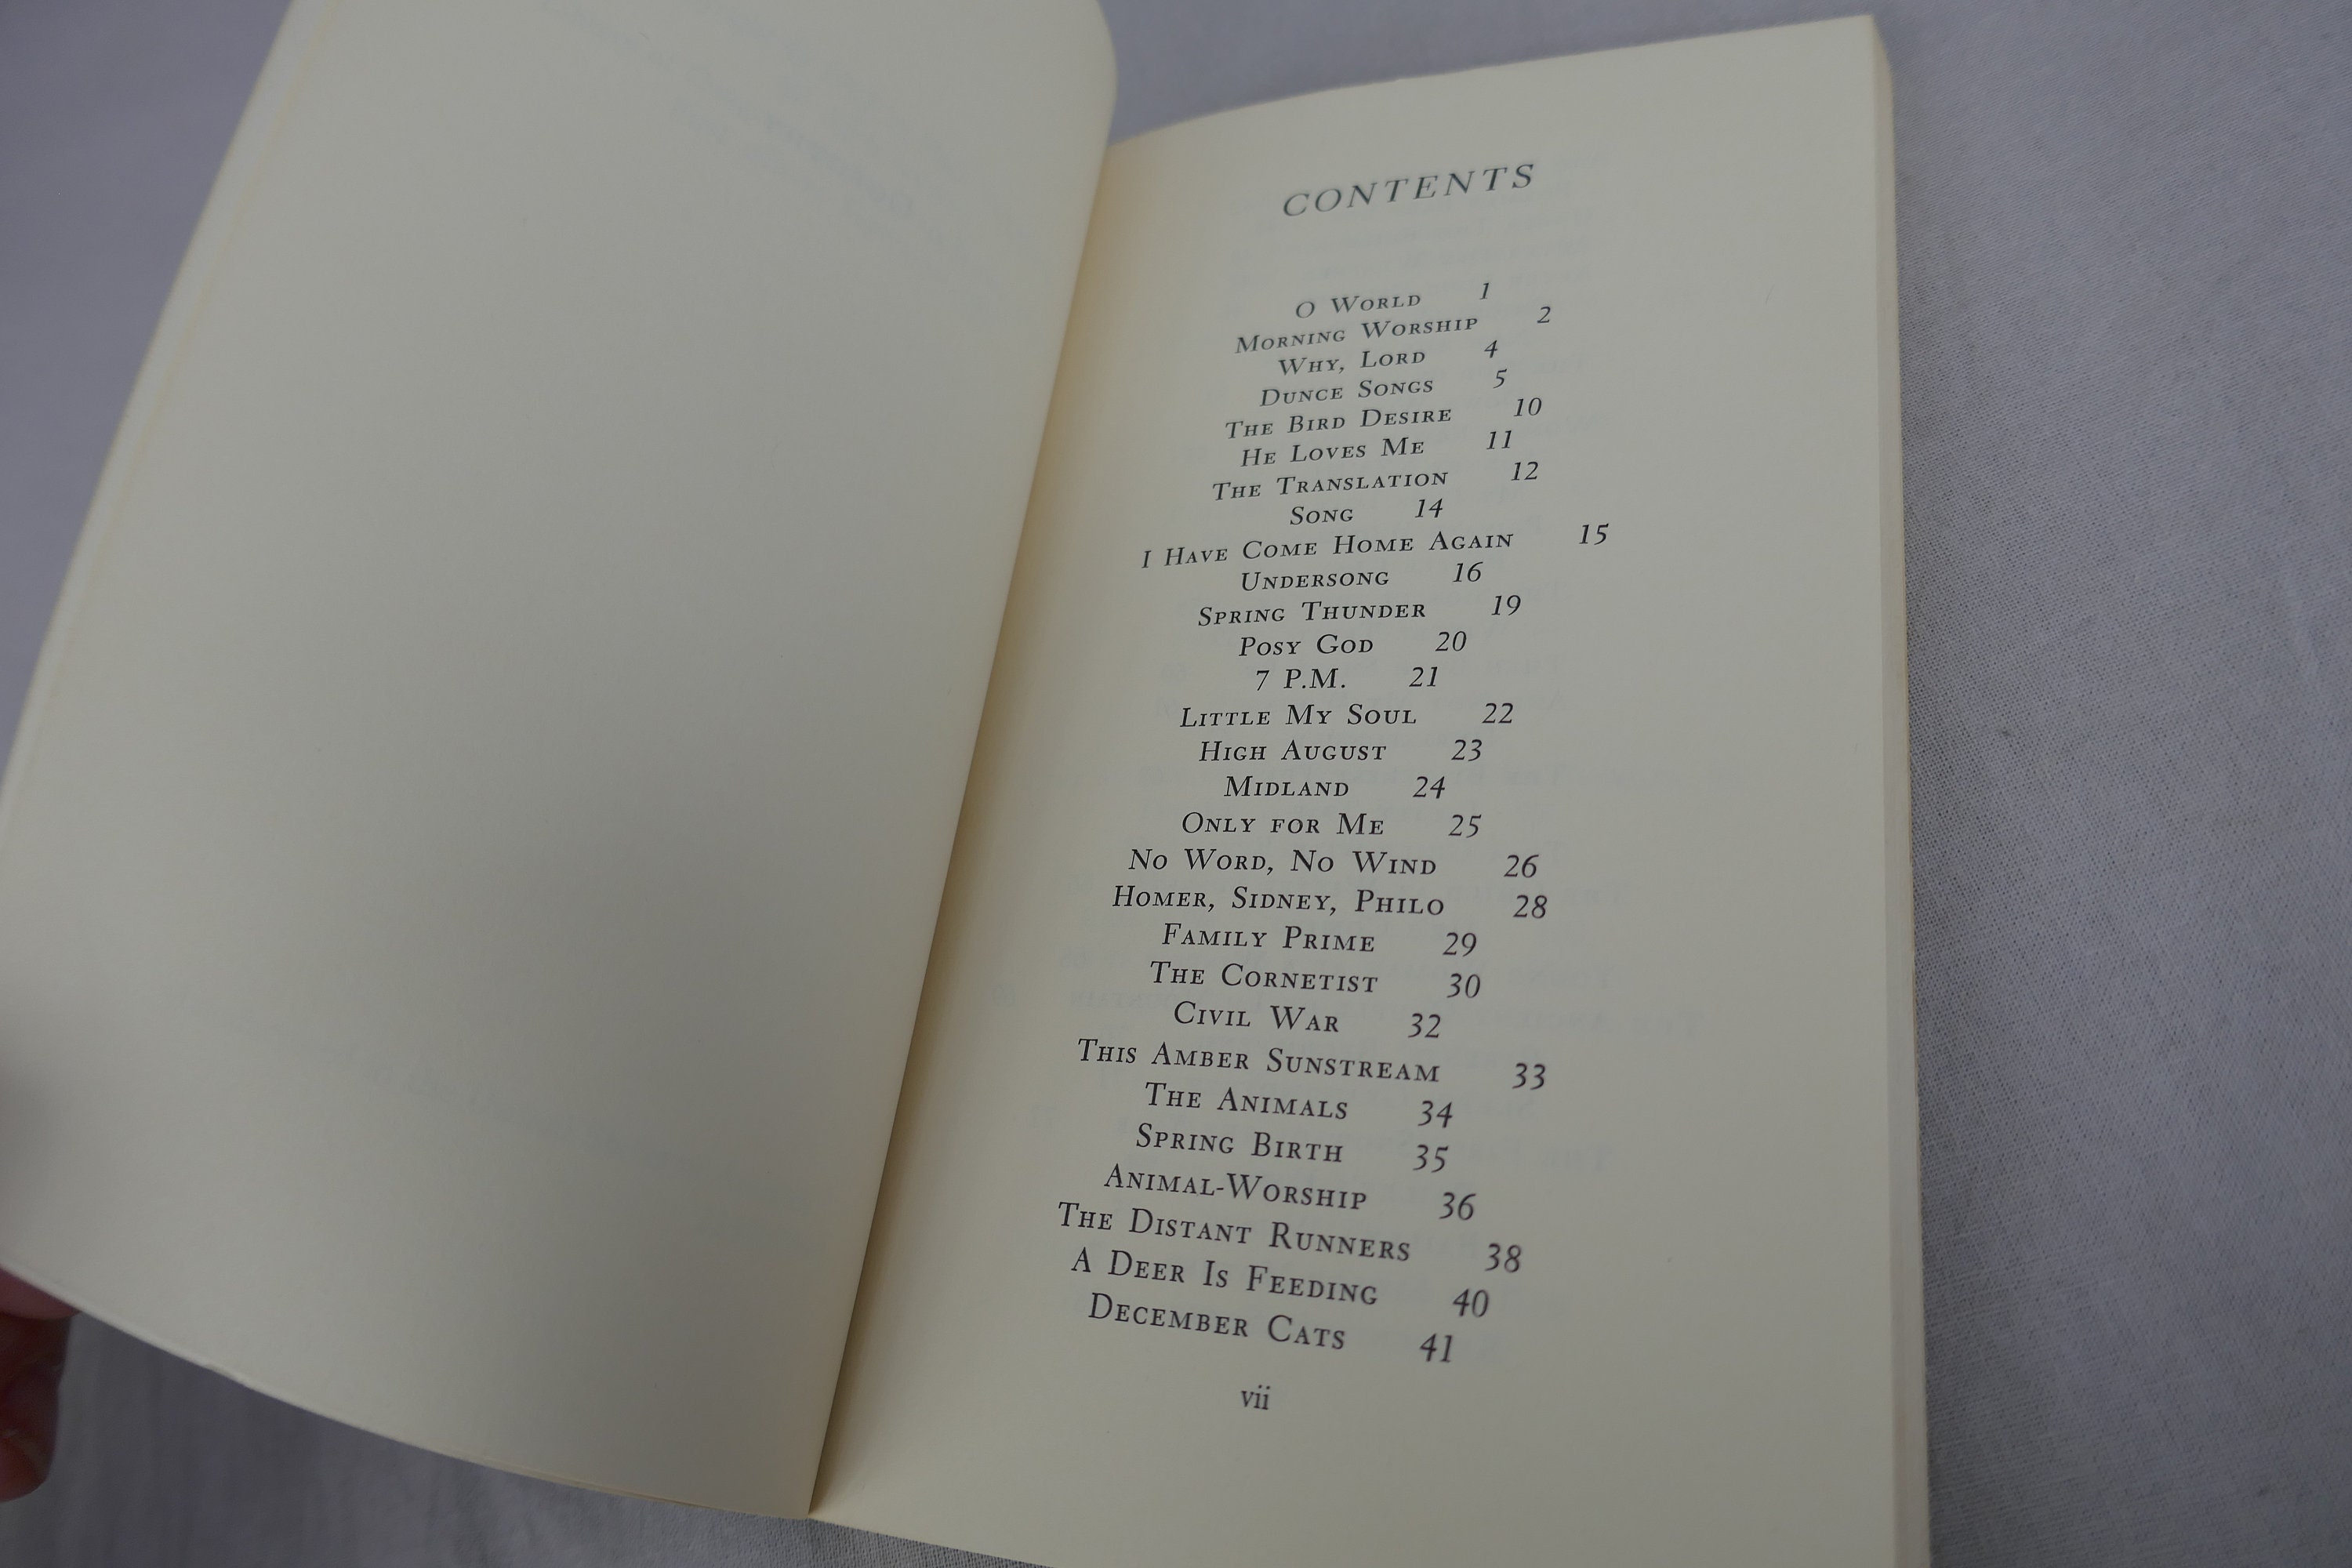 CONTENTS
O World 1
Morning Worship 2
Why, Lord 4
Dunce Songs 5
The Bird Desire 10
He Loves Me 11
The Translation 12
Song 14
I Have Come Home Again 15
Undersong 16
Spring Thunder 19
Posy God 20
7 P.M. 21
Little My Soul 22
High August 23
Midland 24
Only for Me 25
No Word, No Wind 26
Homer, Sidney, Philo 28
Family Prime 29
The Cornetist 30
Civil War 32
This Amber Sunstream 33
The Animals 34
Spring Birth 35
Animal-Worship 36
The Distant Runners 38
A Deer Is Feeding 40
December Cats 41
vii